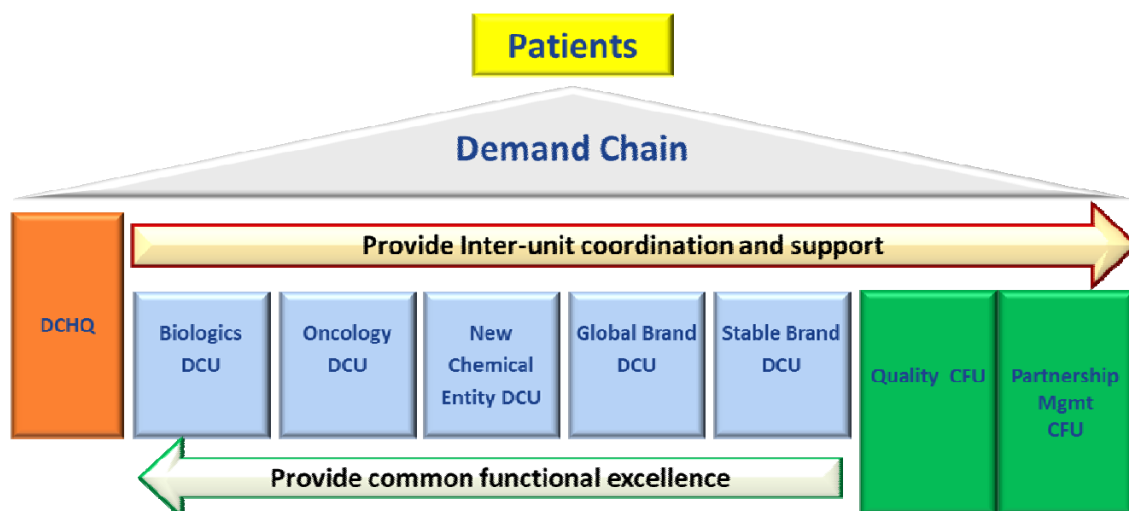 Patients
Demand Chain
Provide Inter-unit coordination and support
DCHQ
Biologics
DCU
Oncology
DCU
New
Chemical
Entity DCU
Global Brand
DCU
Stable Brand
DCU
Quality CFU
Partnership
Mgmt
CFU
Provide common functional excellence